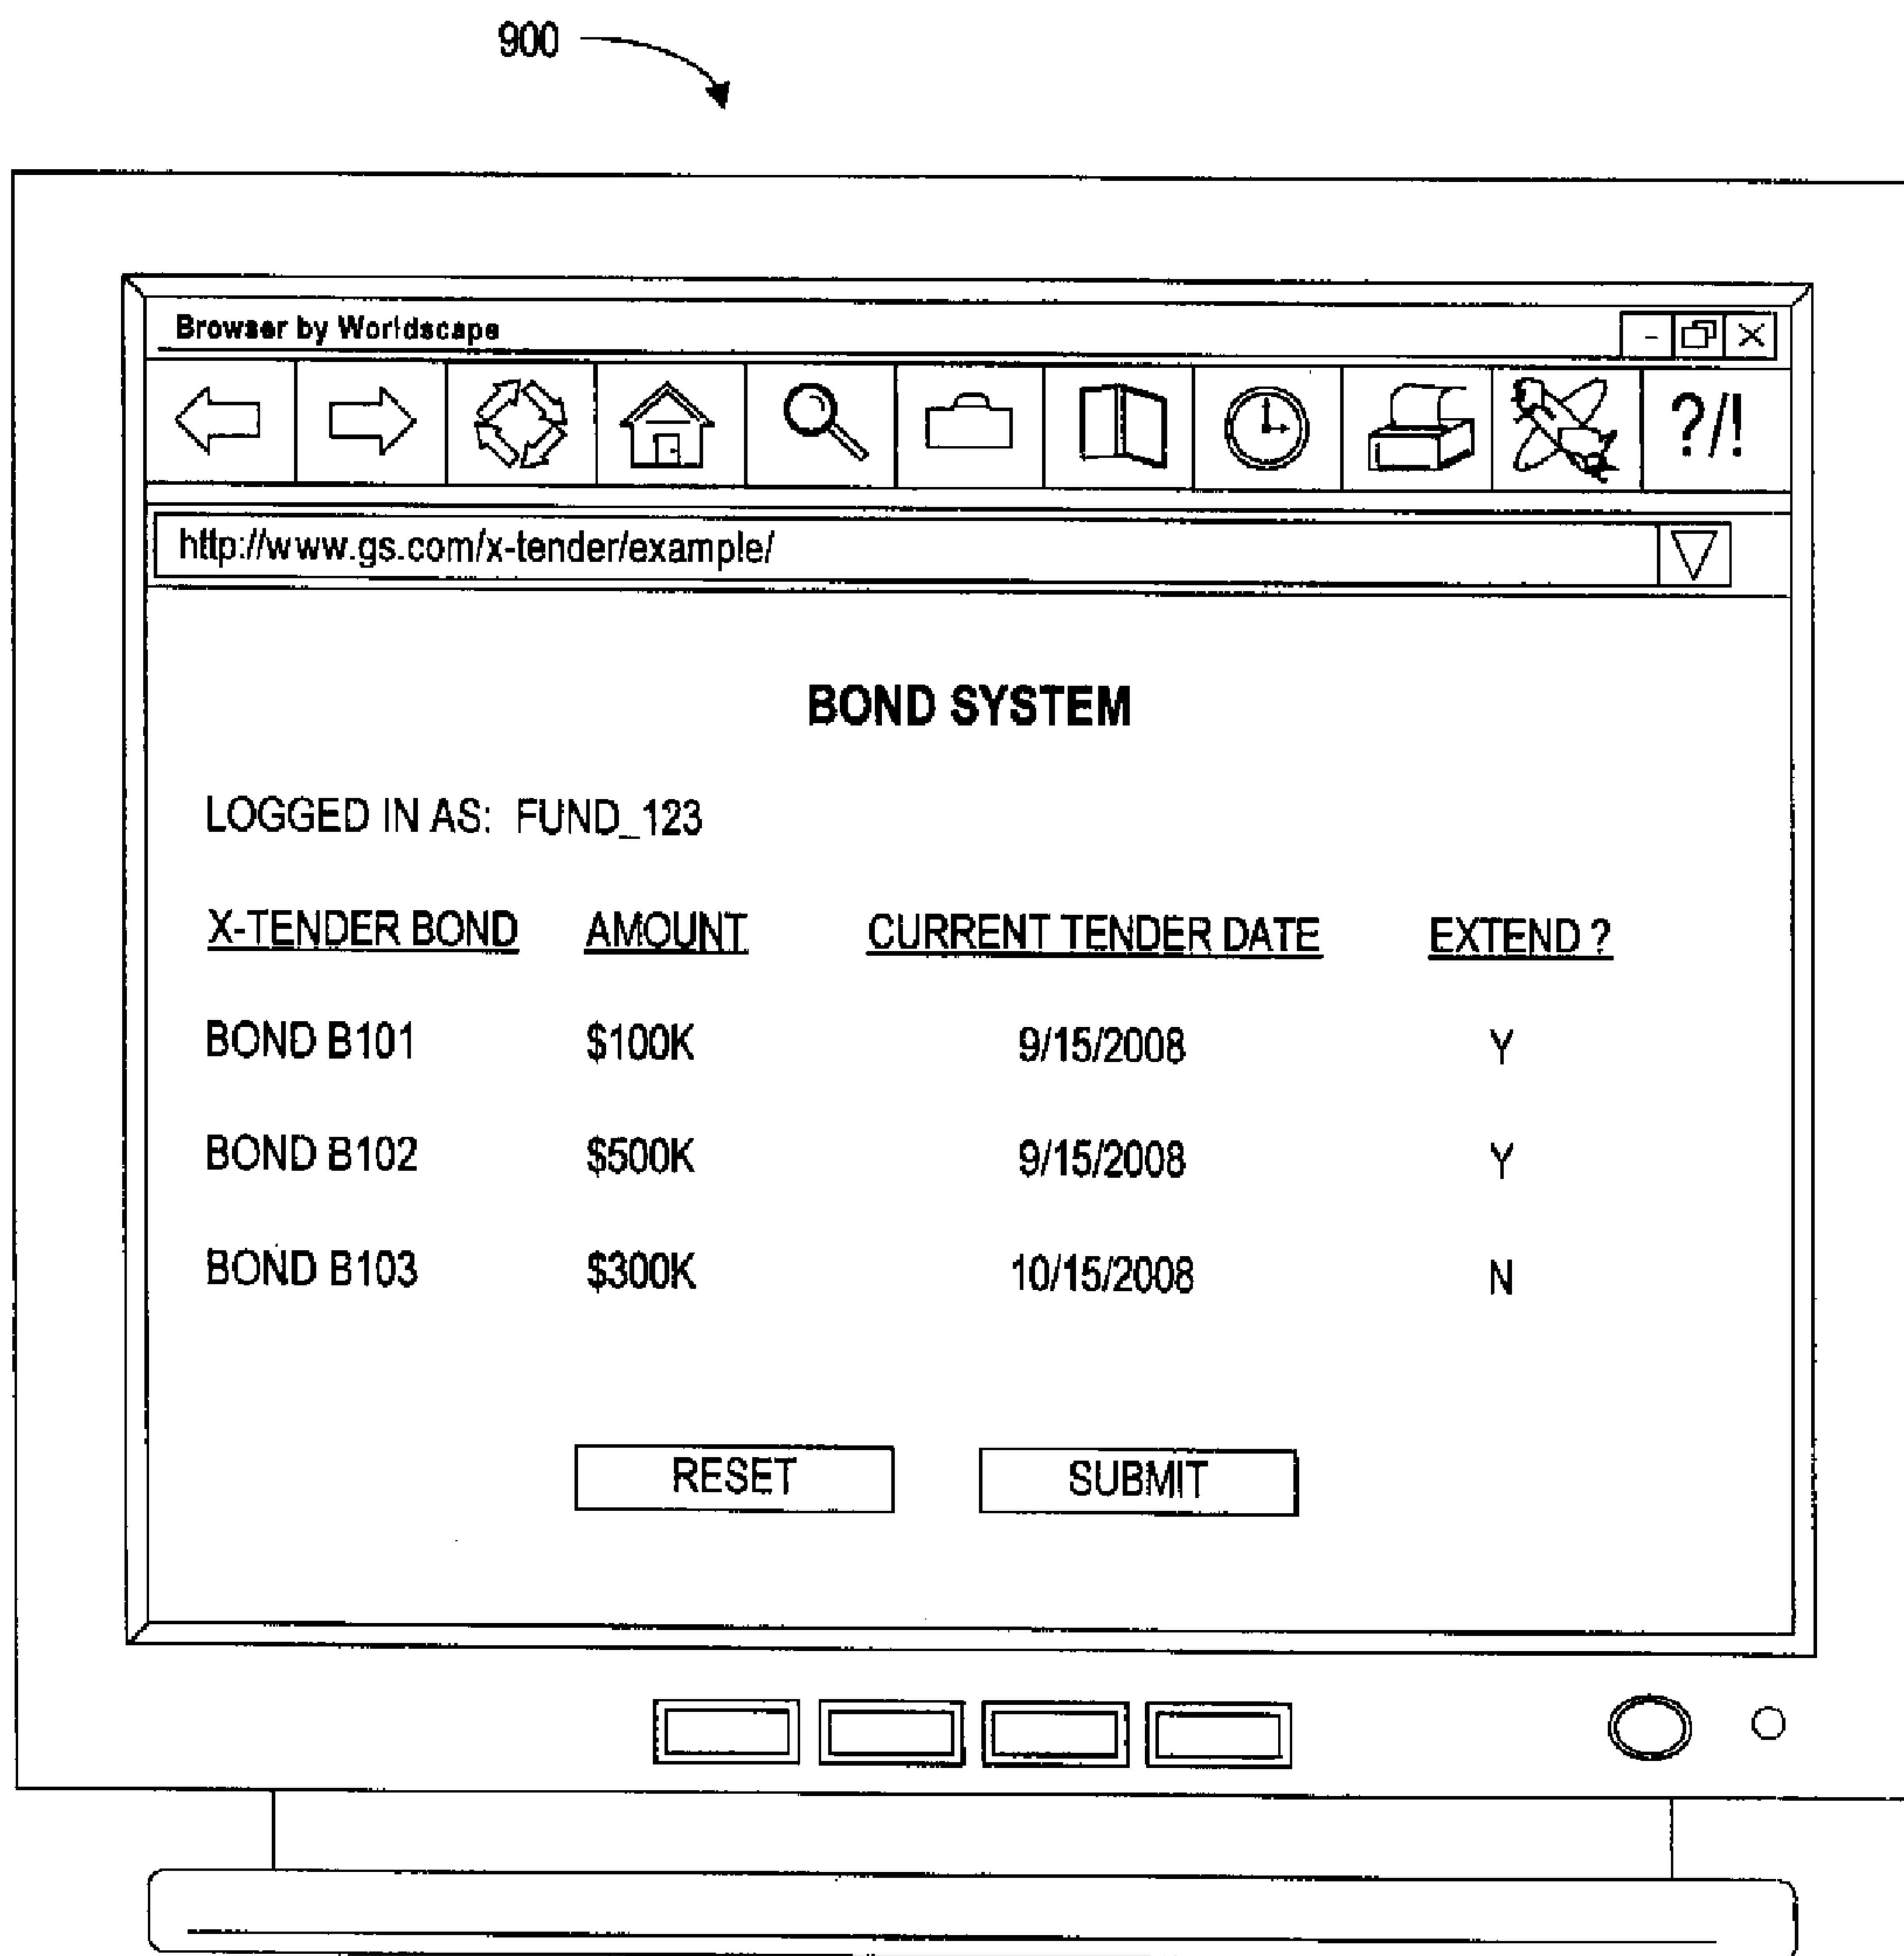 900
Browser by Worldscape
?/!
http://www.gs.com/x-tender/example/
BOND SYSTEM
LOGGED IN AS: FUND_123
X-TENDER BOND AMOUNT CURRENT TENDER DATE EXTEND ?
BOND B101 $100K 9/15/2008 Y
BOND B102 $500K 9/15/2008 Y
BOND B103 $300K 10/15/2008 N
RESET SUBMIT